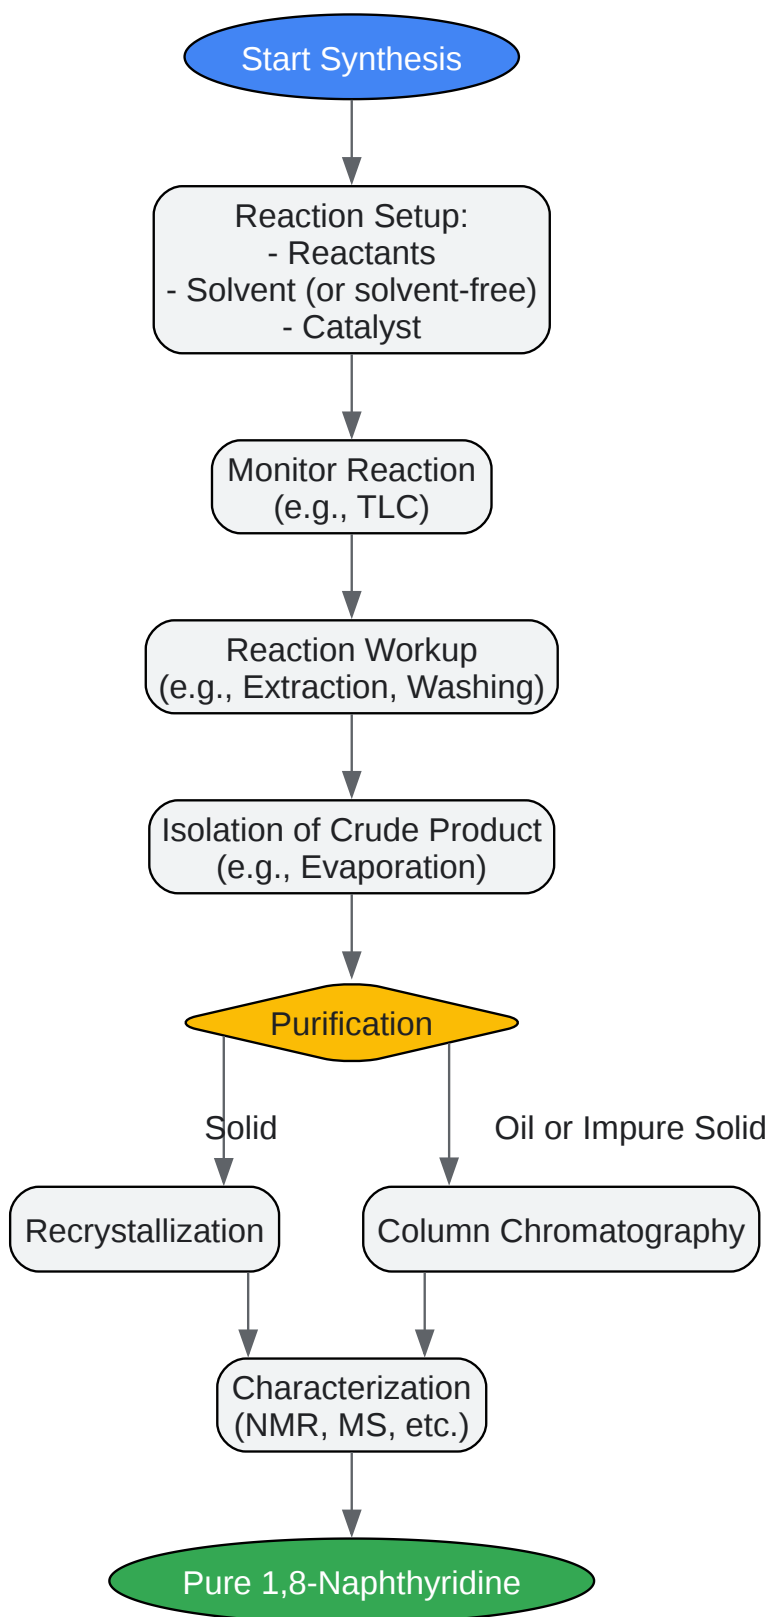 Start Synthesis
Reaction Setup:
- Reactants
- Solvent (or solvent-free)
- Catalyst
Monitor Reaction
(e.g., TLC)
Reaction Workup
(e.g., Extraction, Washing)
Isolation of Crude Product
(e.g., Evaporation)
Purification
Solid
Oil or Impure Solid
Recrystallization
Column Chromatography
Characterization
(NMR, MS, etc.)
Pure 1,8-Naphthyridine